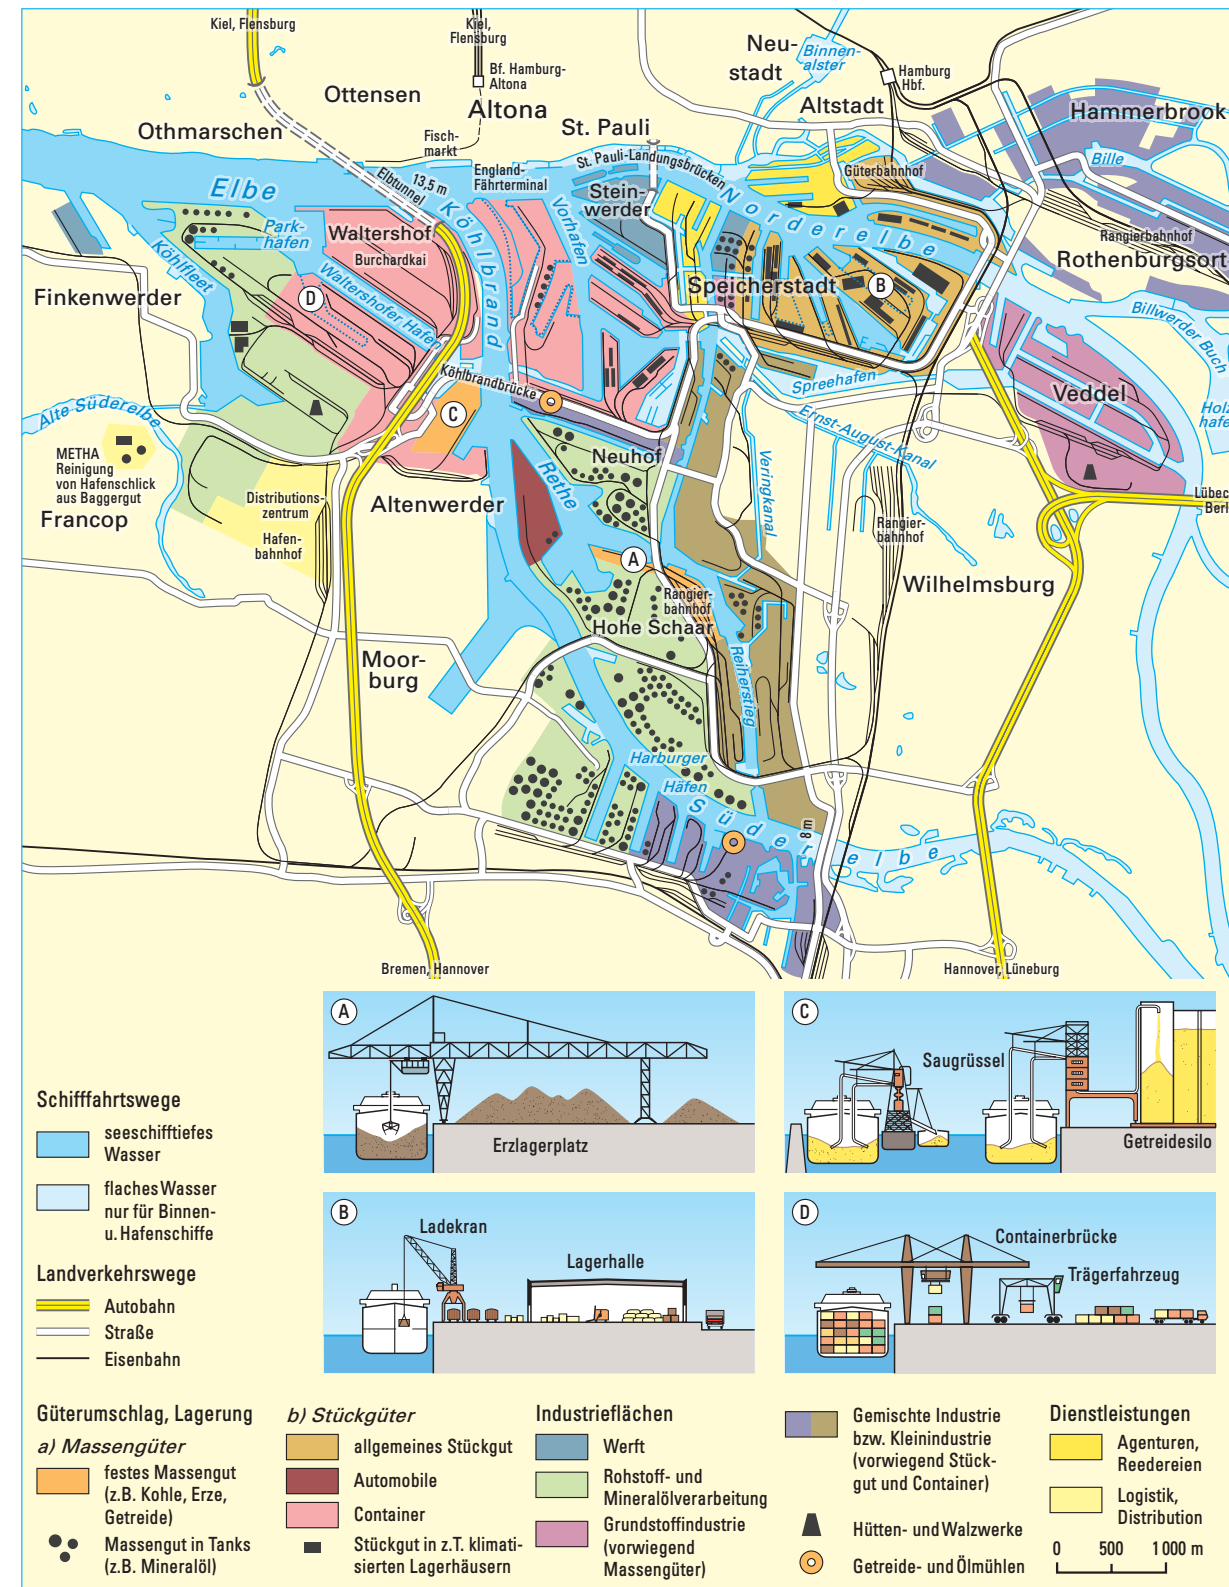 Kiel, Flensburg
Kiel,
Flensburg
Neu-
stadt
Binnen-
alster
Bf. Hamburg-
Altona
Hamburg
Hbf.
Ottensen
Altona
Altstadt
Hammerbrook
Othmarschen
Fisch-
markt
St. Pauli
St. Pauli-Landungsbrücken
Bille
Güterbahnhof
Elbe
13,5 m
Elbtunnel
England-
Fährterminal
Stein-
werder
Norderelbe
Park-
hafen
Waltershof
Burchardkai
Köhlbrand
Vorhafen
Rangierbahnhof
Rothenburgsort
Köhlfleet
Finkenwerder
D
Waltershofer Hafen
Speicherstadt
B
Billwerder Buch
Köhlbrandbrücke
Spreehafen
Veddel
Alte Süderelbe
C
Ernst-August-Kanal
Holz-
hafe
METHA
Reinigung
von Hafenschlick
aus Baggergut
Neuhof
Rethe
Veringkanal
Francop
Distributions-
zentrum
Hafen-
bahnhof
Altenwerder
Lübec
Berl
Rangier-
bahnhof
A
Wilhelmsburg
Rangier-
bahnhof
Hohe Schaar
Moor-
burg
Reiherstieg
Harburger
Häfen
Süderelbe
8 m
Bremen, Hannover
Hannover, Lüneburg
A
Erzlagerplatz
C
Saugrüssel
Getreidesilo
B
Ladekran
Lagerhalle
D
Containerbrücke
Trägerfahrzeug
Schifffahrtswege
seeschifftiefes
Wasser
flaches Wasser
nur für Binnen-
u. Hafenschiffe
Landverkehrswege
Autobahn
Straße
Eisenbahn
Güterumschlag, Lagerung
a) Massengüter
festes Massengut
(z.B. Kohle, Erze,
Getreide)
Massengut in Tanks
(z.B. Mineralöl)
b) Stückgüter
allgemeines Stückgut
Automobile
Container
Stückgut in z.T. klimati-
sierten Lagerhäusern
Industrieflächen
Werft
Rohstoff- und
Mineralölverarbeitung
Grundstoffindustrie
(vorwiegend
Massengüter)
Gemischte Industrie
bzw. Kleinindustrie
(vorwiegend Stück-
gut und Container)
Hütten- und Walzwerke
Getreide- und Ölmühlen
Dienstleistungen
Agenturen,
Reedereien
Logistik,
Distribution
0 500 1000 m